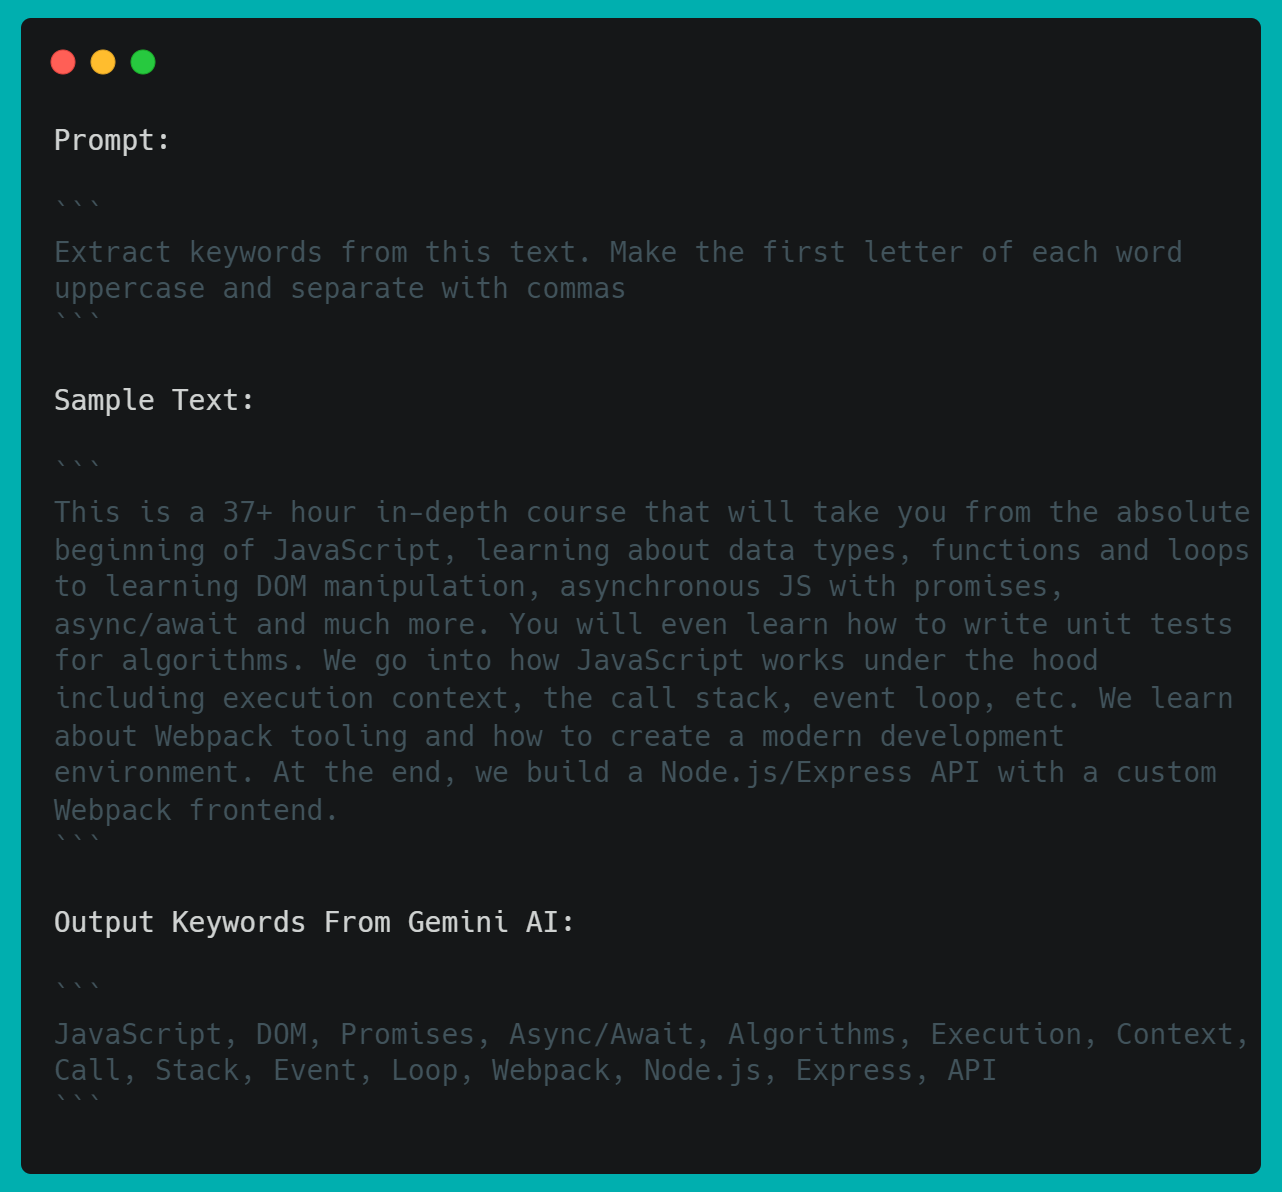 Prompt:
```
Extract keywords from this text. Make the first letter of each word
uppercase and separate with commas
```
Sample Text:
```
This is a 37+ hour in-depth course that will take you from the absolute
beginning of JavaScript, learning about data types, functions and loops
to learning DOM manipulation, asynchronous JS with promises,
async/await and much more. You will even learn how to write unit tests
for algorithms. We go into how JavaScript works under the hood
including execution context, the call stack, event loop, etc. We learn
about Webpack tooling and how to create a modern development
environment. At the end, we build a Node.js/Express API with a custom
Webpack frontend.
```
Output Keywords From Gemini AI:
```
JavaScript, DOM, Promises, Async/Await, Algorithms, Execution, Context,
Call, Stack, Event, Loop, Webpack, Node.js, Express, API
```